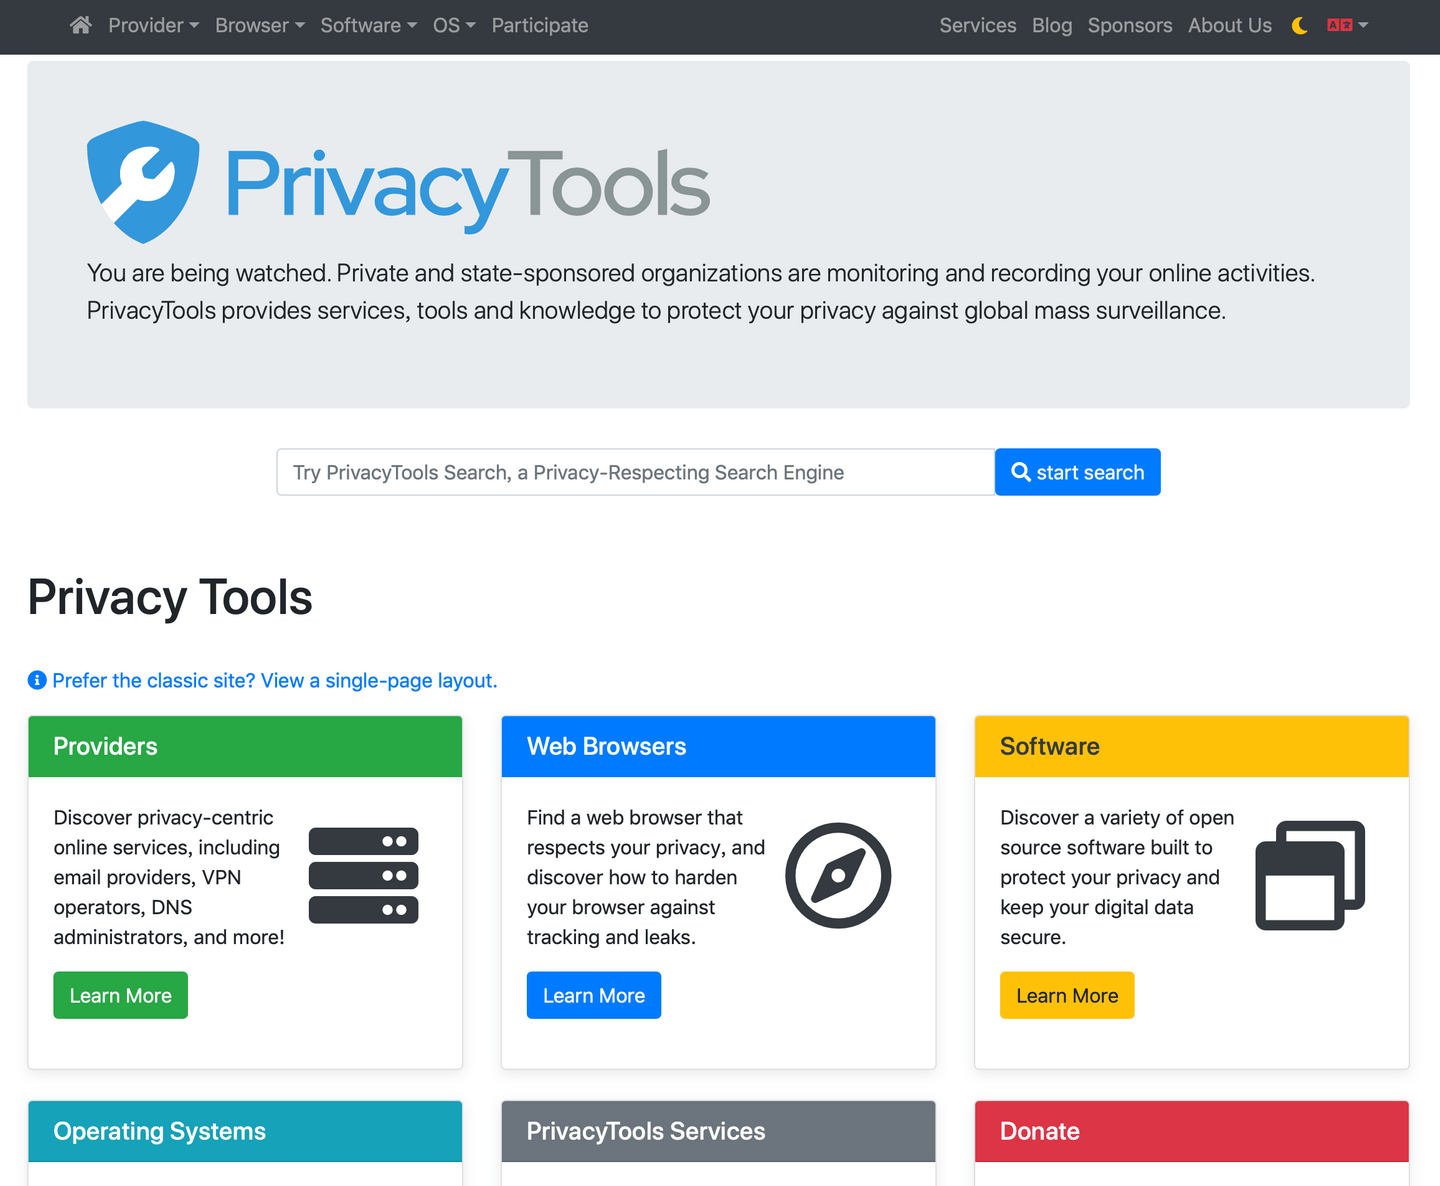 Provider Browser Software OS Participate Services Blog Sponsors About Us
PrivacyTools
You are being watched. Private and state-sponsored organizations are monitoring and recording your online activities.
PrivacyTools provides services, tools and knowledge to protect your privacy against global mass surveillance.
Try PrivacyTools Search, a Privacy-Respecting Search Engine
start search
Privacy Tools
Prefer the classic site? View a single-page layout.
Providers
Discover privacy-centric
online services, including
email providers, VPN
operators, DNS
administrators, and more!
Learn More
Web Browsers
Find a web browser that
respects your privacy, and
discover how to harden
your browser against
tracking and leaks.
Learn More
Software
Discover a variety of open
source software built to
protect your privacy and
keep your digital data
secure.
Learn More
Operating Systems
PrivacyTools Services
Donate